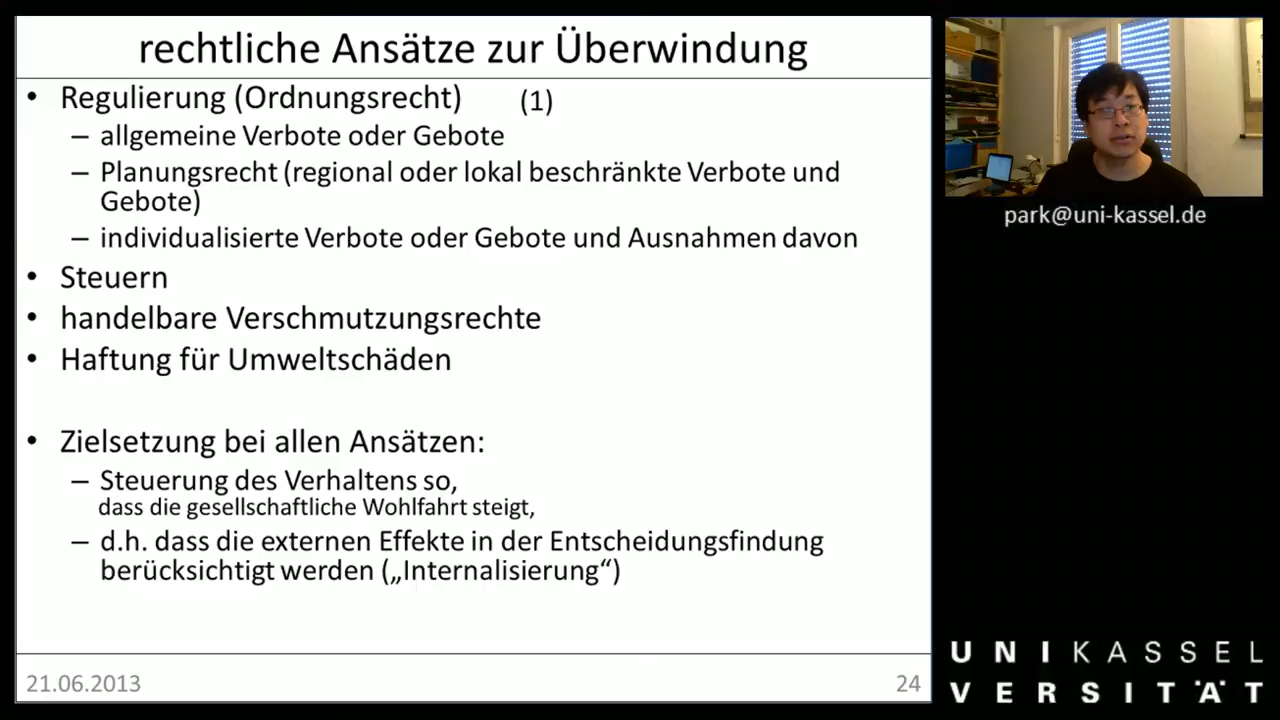 rechtliche Ansätze zur Überwindung
• Regulierung (Ordnungsrecht) (1)
– allgemeine Verbote oder Gebote
– Planungsrecht (regional oder lokal beschränkte Verbote und
Gebote)
– individualisierte Verbote oder Gebote und Ausnahmen davon
• Steuern
• handelbare Verschmutzungsrechte
• Haftung für Umweltschäden
• Zielsetzung bei allen Ansätzen:
– Steuerung des Verhaltens so,
dass die gesellschaftliche Wohlfahrt steigt,
– d.h. dass die externen Effekte in der Entscheidungsfindung
berücksichtigt werden („Internalisierung“)
21.06.2013
24
park@uni-kassel.de
UNIKASSEL
VERSITÄT